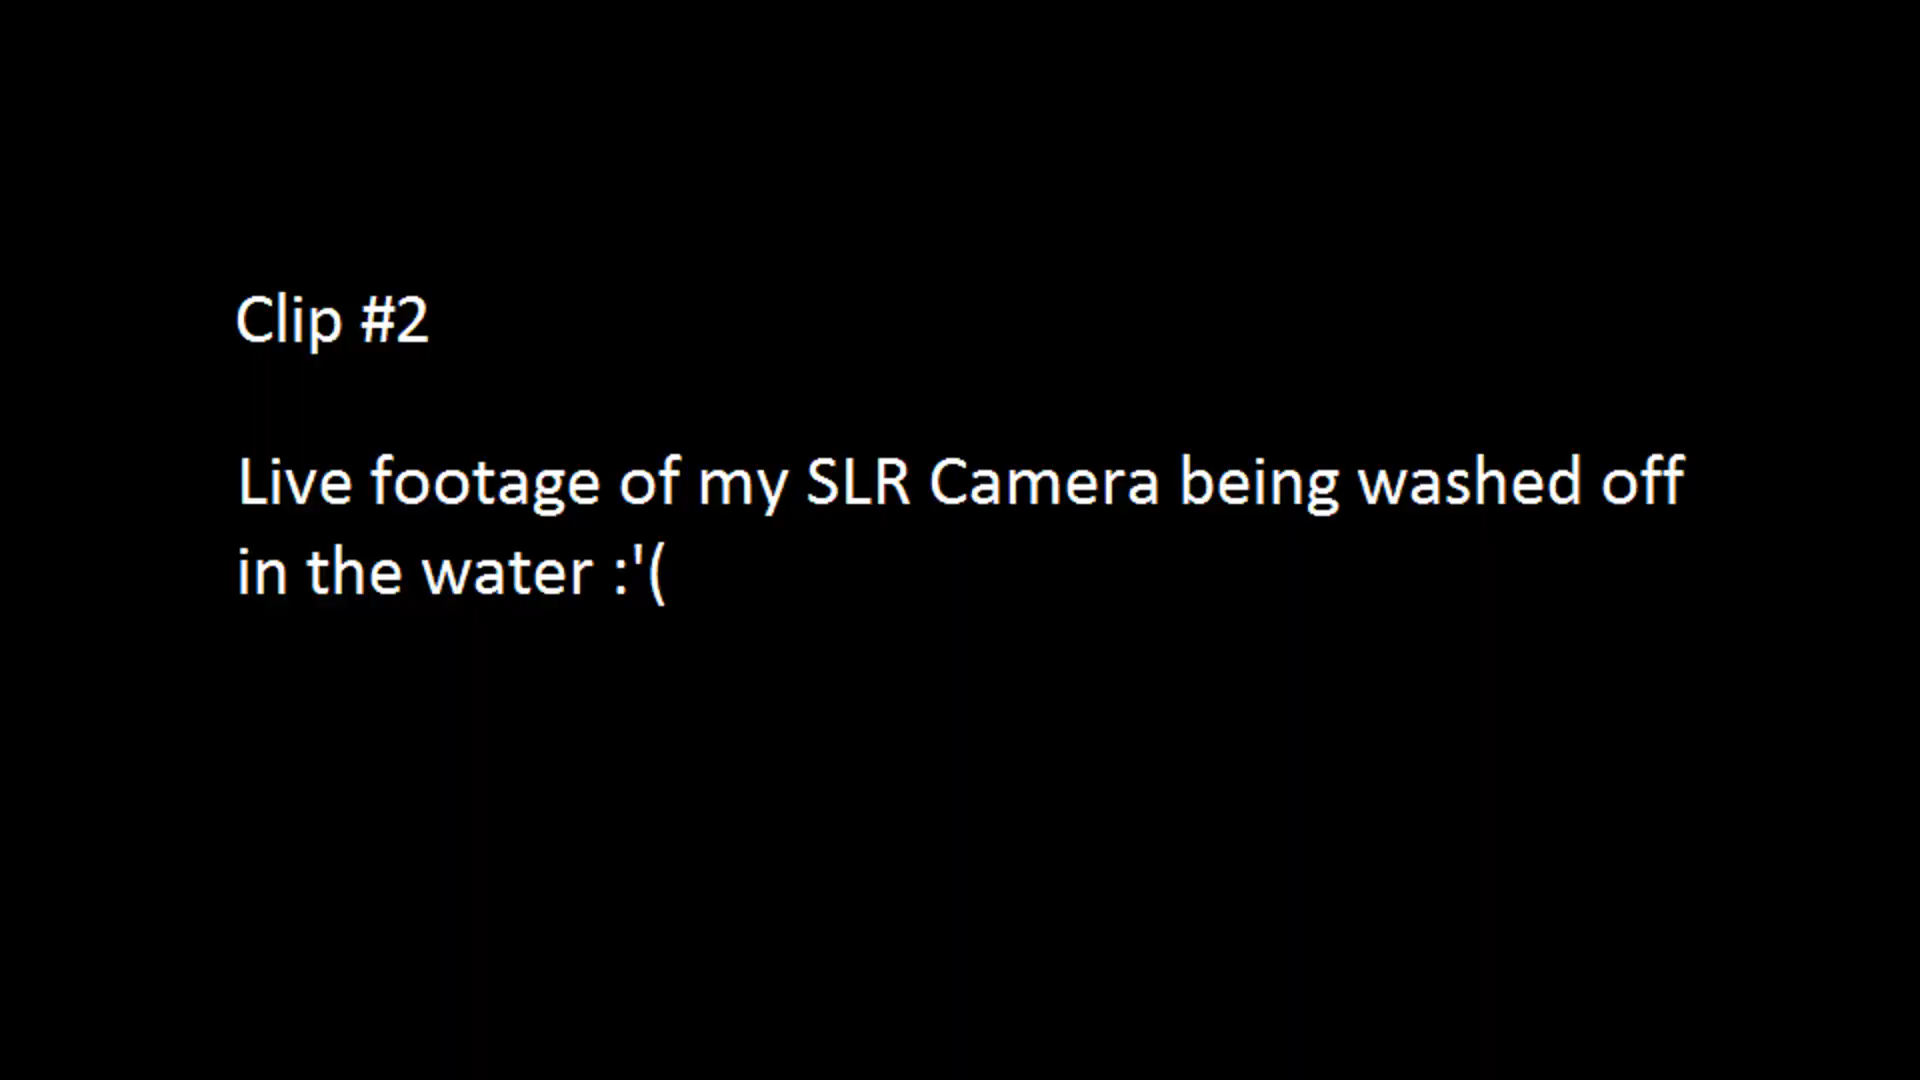 Clip #2
Live footage of my SLR Camera being washed off
in the water :'(